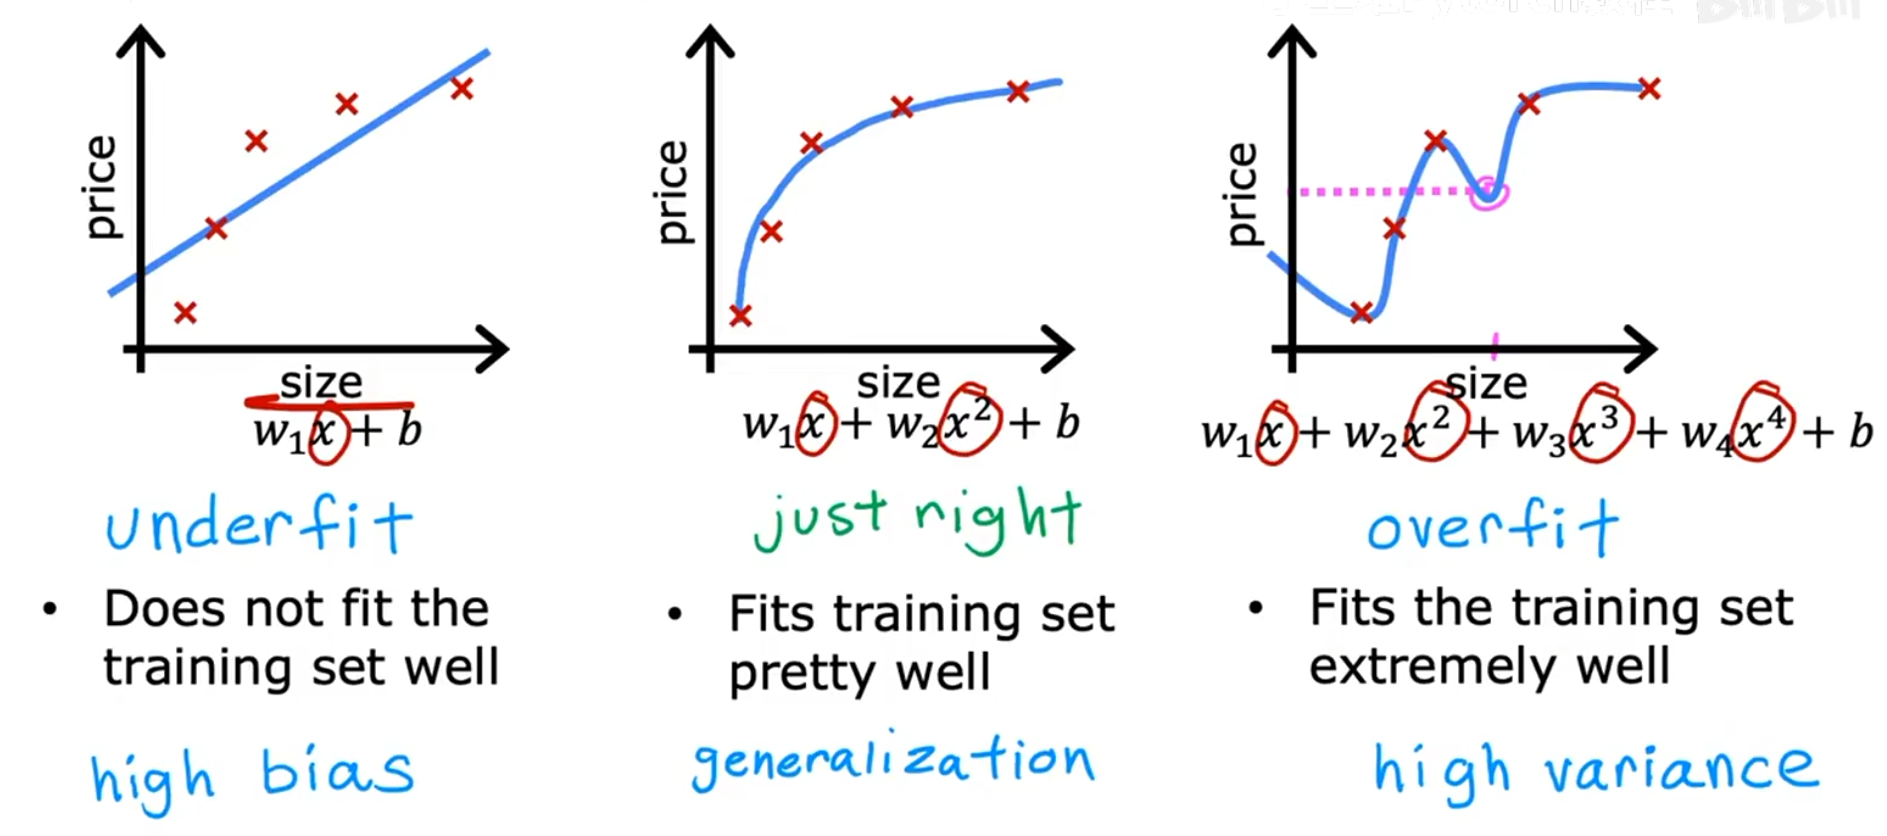 price
size
w₁x + b
underfit
• Does not fit the
training set well
high bias
price
size
w₁x + w₂x² + b
just right
• Fits training set
pretty well
generalization
price
size
w₁x + w₂x² + w₃x³ + w₄x⁴ + b
overfit
• Fits the training set
extremely well
high variance